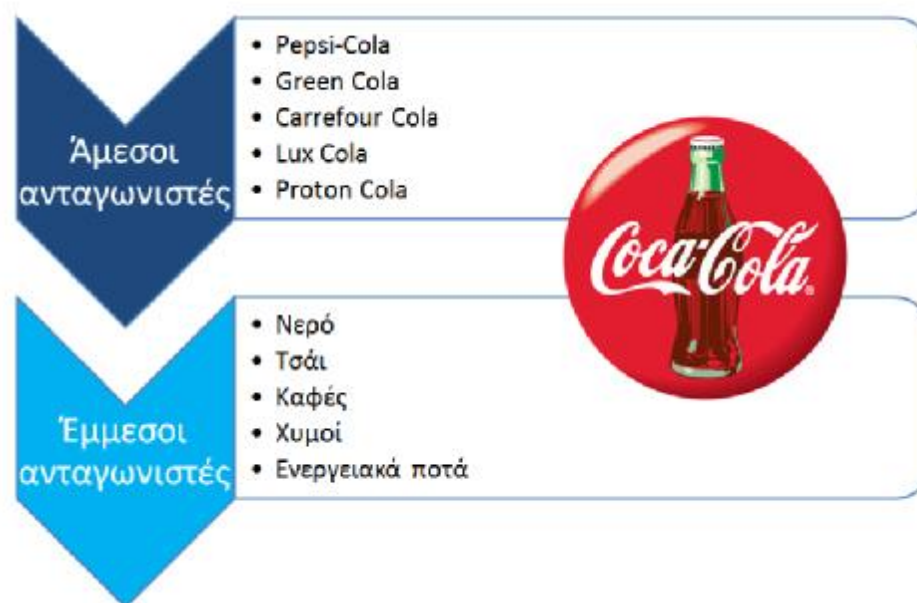 Άμεσοι
ανταγωνιστές
• Pepsi-Cola
• Green Cola
• Carrefour Cola
• Lux Cola
• Proton Cola
Coca-Cola®
Έμμεσοι
ανταγωνιστές
• Νερό
• Τσάι
• Καφές
• Χυμοί
• Ενεργειακά ποτά